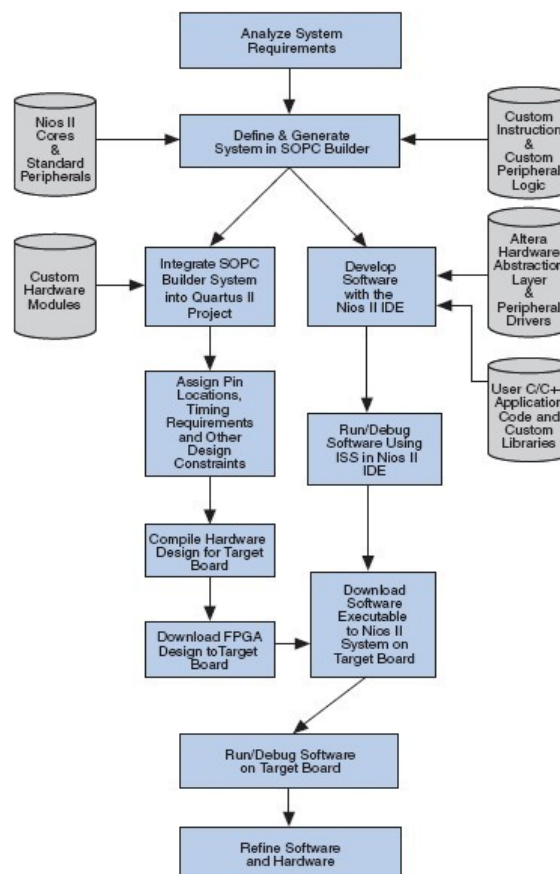 Analyze System
Requirements
Nios II
Cores
&
Standard
Peripherals
Define & Generate
System in SOPC Builder
Custom
Instruction
&
Custom
Peripheral
Logic
Custom
Hardware
Modules
Integrate SOPC
Builder System
into Quartus II
Project
Develop
Software
with the
Nios II IDE
Altera
Hardware
Abstraction
Layer
&
Peripheral
Drivers
User C/C++
Application
Code and
Custom
Libraries
Assign Pin
Locations,
Timing
Requirements
and Other
Design
Constraints
Run/Debug
Software Using
ISS in Nios II
IDE
Compile Hardware
Design for Target
Board
Download FPGA
Design to Target
Board
Download
Software
Executable
to Nios II
System on
Target Board
Run/Debug Software
on Target Board
Refine Software
and Hardware